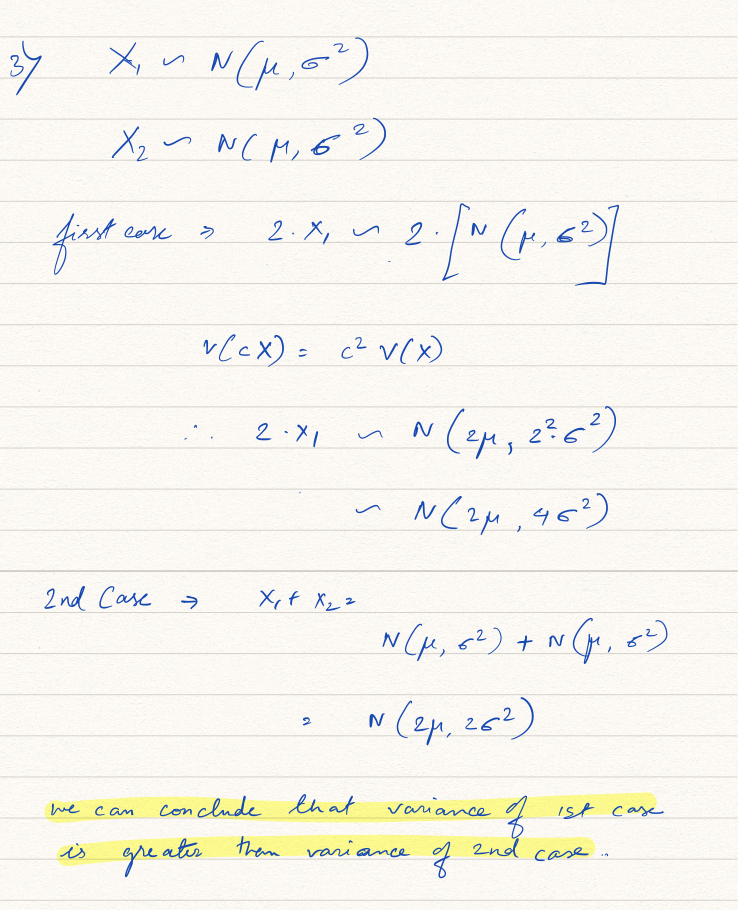 3) X₁ ~ N(μ, σ²)
X₂ ~ N(μ, σ²)
first case ⇒ 2·X₁ ~ 2·[N(μ, σ²)]
V(cX) = c² V(X)
∴ 2·X₁ ~ N(2μ, 2²·σ²)
~ N(2μ, 4σ²)
2nd Case → X₁ + X₂ =
N(μ, σ²) + N(μ, σ²)
= N(2μ, 2σ²)
we can conclude that variance of 1st case
is greater than variance of 2nd case.